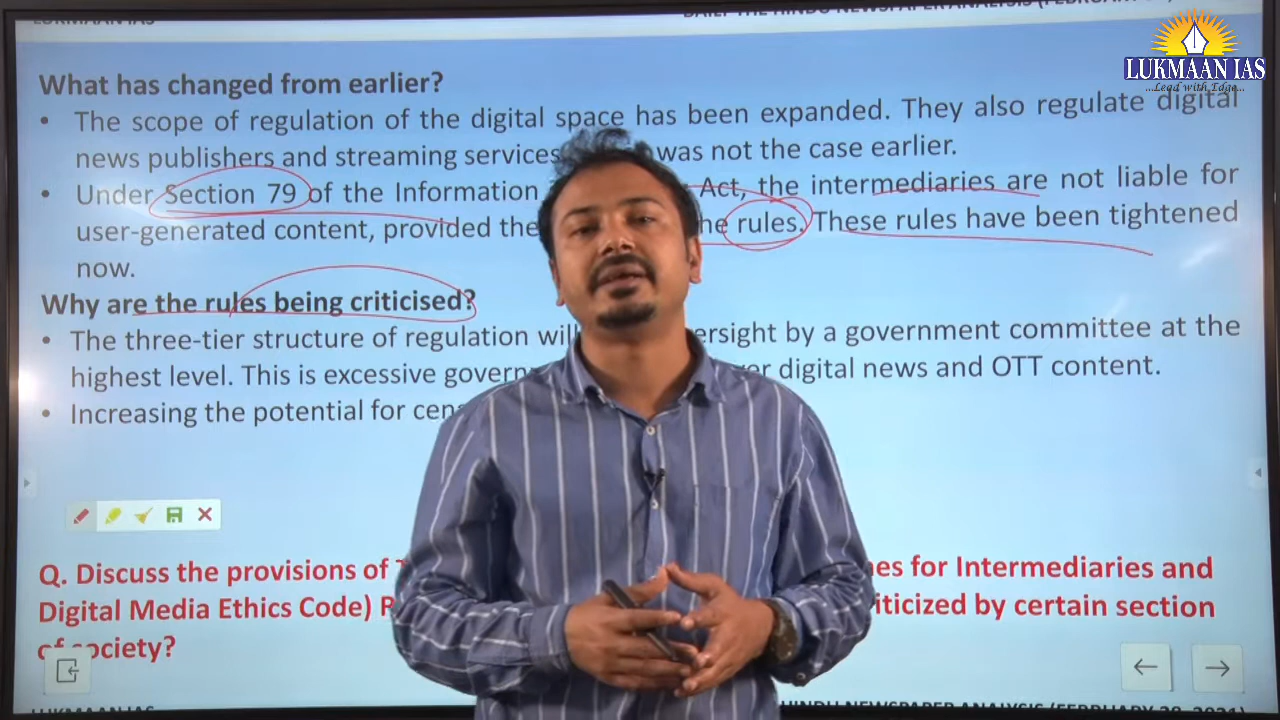 LUKMAAN IAS
LUKMAAN IAS
...Lead with Edge...
What has changed from earlier?
• The scope of regulation of the digital space has been expanded. They also regulate digital
news publishers and streaming services was not the case earlier.
• Under Section 79 of the Information Act, the intermediaries are not liable for
user-generated content, provided the rules. These rules have been tightened
now.
Why are the rules being criticised?
• The three-tier structure of regulation will by a government committee at the
highest level. This is excessive digital news and OTT content.
• Increasing the potential for
Q. Discuss the provisions of for Intermediaries and
Digital Media Ethics Code) by certain section
of society?